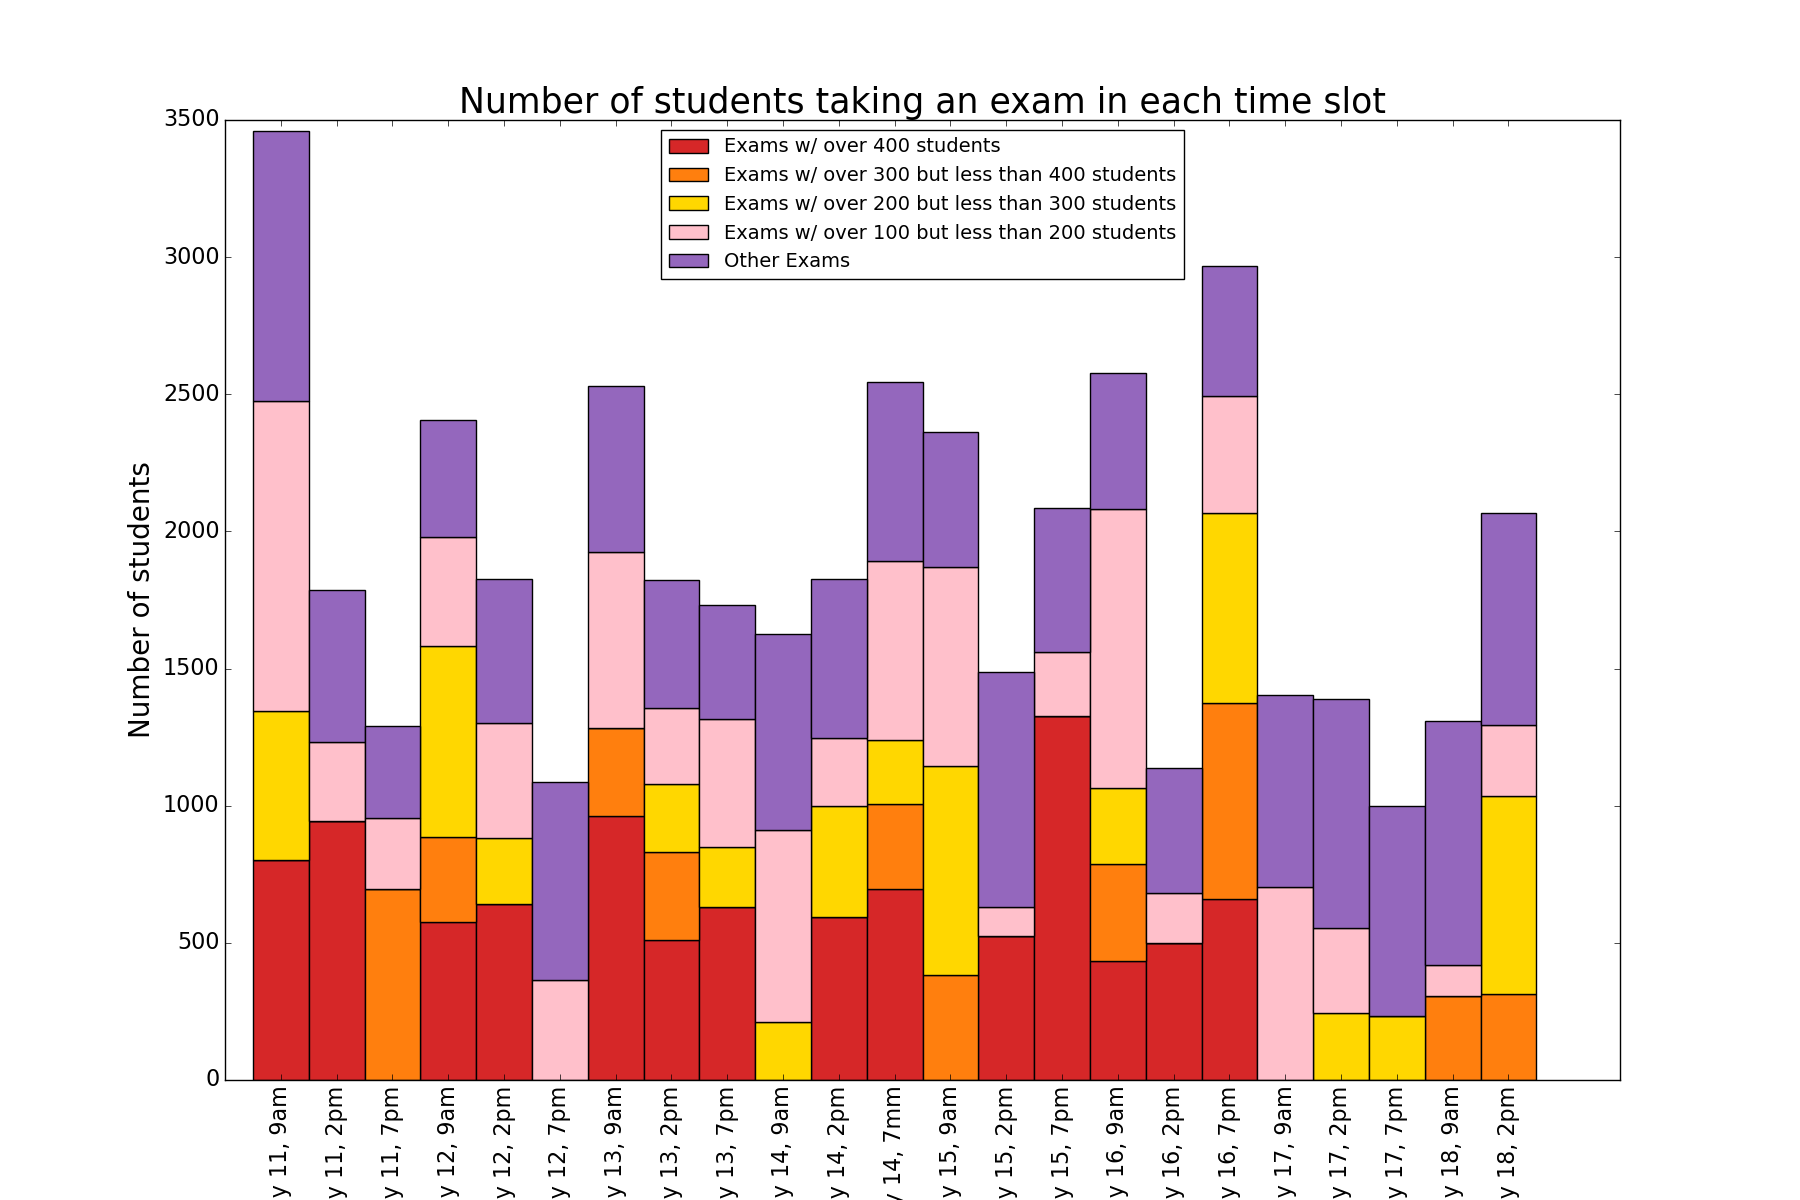 Number of students taking an exam in each time slot
Exams w/ over 400 students
Exams w/ over 300 but less than 400 students
Exams w/ over 200 but less than 300 students
Exams w/ over 100 but less than 200 students
Other Exams
Number of students
3500
3000
2500
2000
1500
1000
500
0
y 11, 9am
y 11, 2pm
y 11, 7pm
y 12, 9am
y 12, 2pm
y 12, 7pm
y 13, 9am
y 13, 2pm
y 13, 7pm
y 14, 9am
y 14, 2pm
y 14, 7mm
y 15, 9am
y 15, 2pm
y 15, 7pm
y 16, 9am
y 16, 2pm
y 16, 7pm
y 17, 9am
y 17, 2pm
y 17, 7pm
y 18, 9am
y 18, 2pm